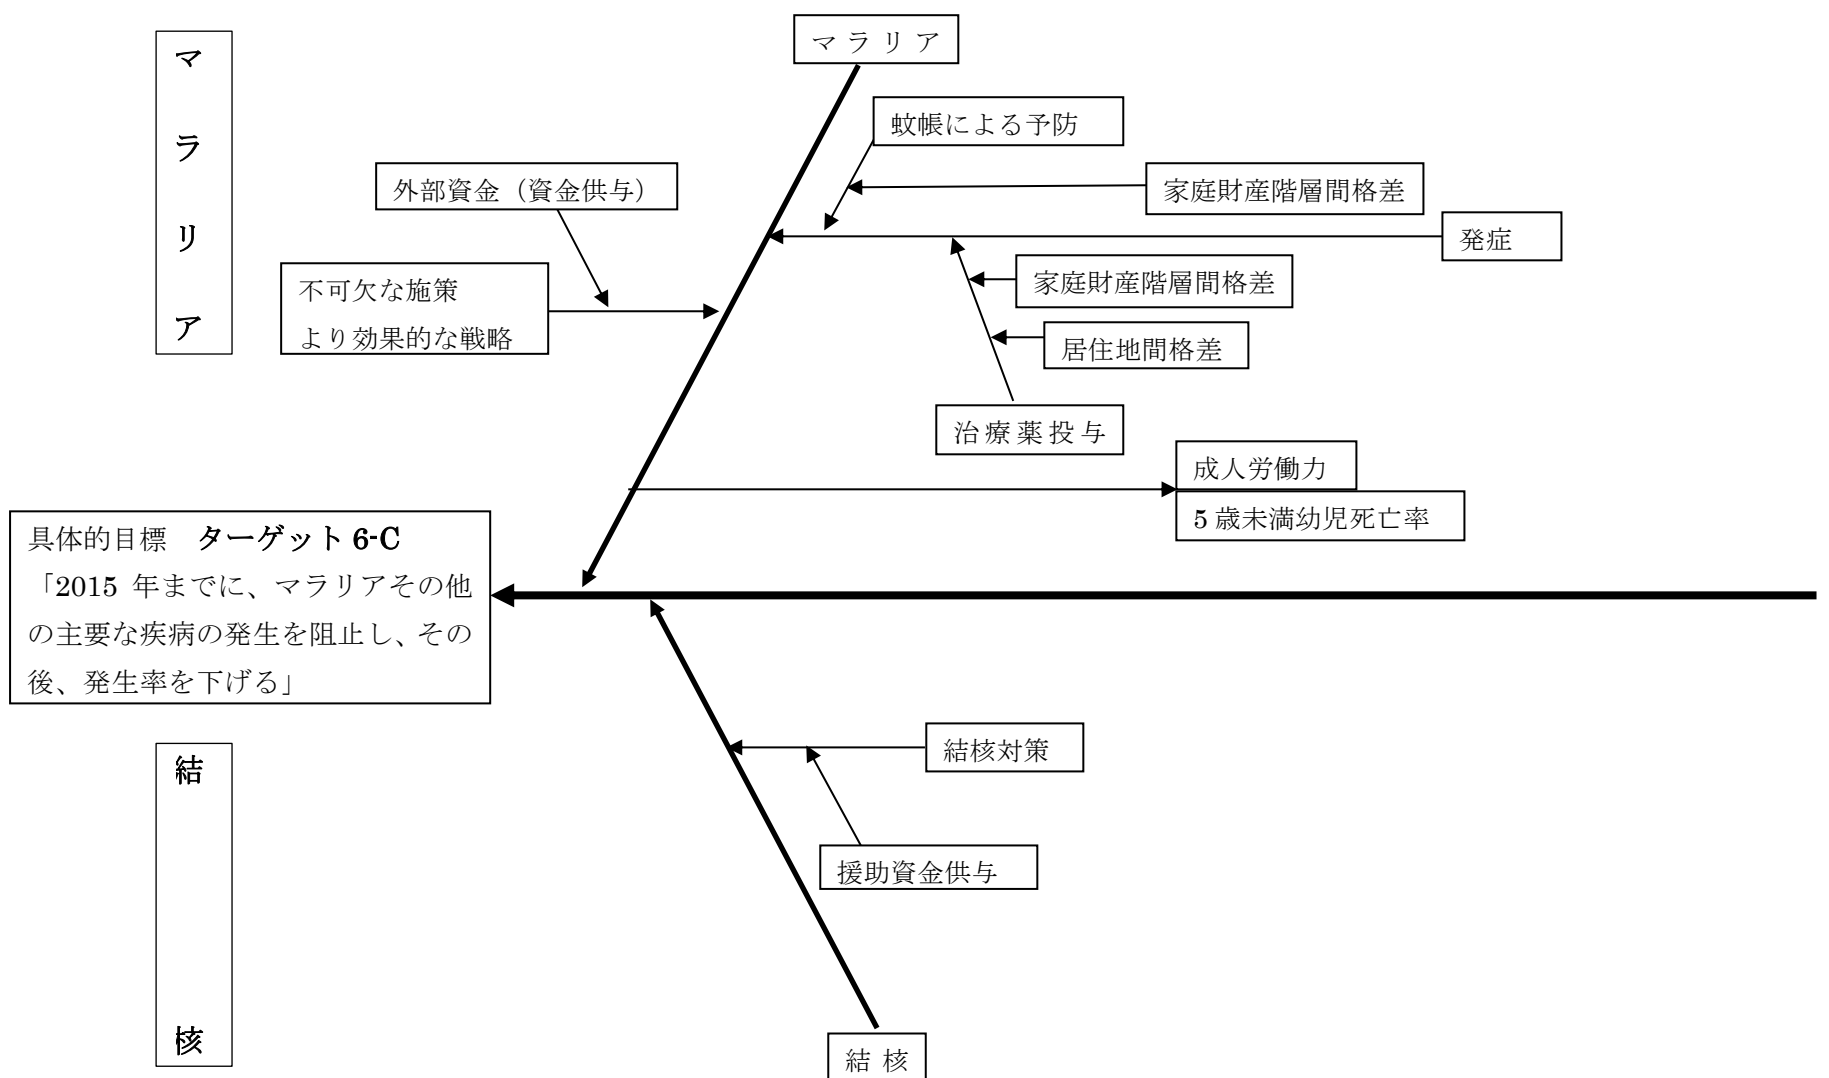 マラリア
マラリア
蚊帳による予防
外部資金（資金供与）
家庭財産階層間格差
発症
家庭財産階層間格差
不可欠な施策
より効果的な戦略
居住地間格差
治療薬投与
成人労働力
5歳未満幼児死亡率
具体的目標　ターゲット 6-C
「2015 年までに、マラリアその他
の主要な疾病の発生を阻止し、その
後、発生率を下げる」
結核
結核対策
援助資金供与
結核